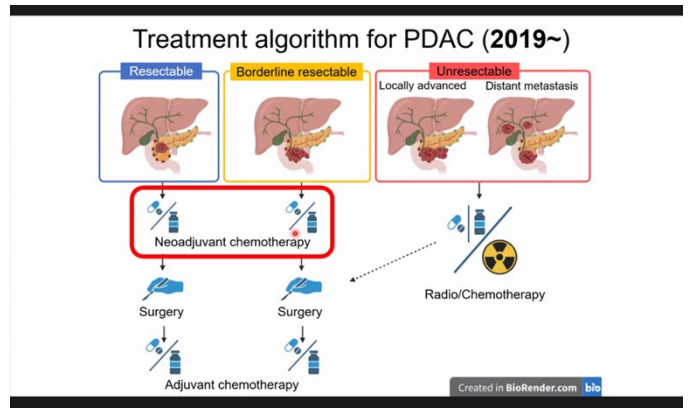 Treatment algorithm for PDAC (2019~)
Resectable
Borderline resectable
Unresectable
Locally advanced
Distant metastasis
Neoadjuvant chemotherapy
Radio/Chemotherapy
Surgery
Surgery
Adjuvant chemotherapy
Created in BioRender.com bio